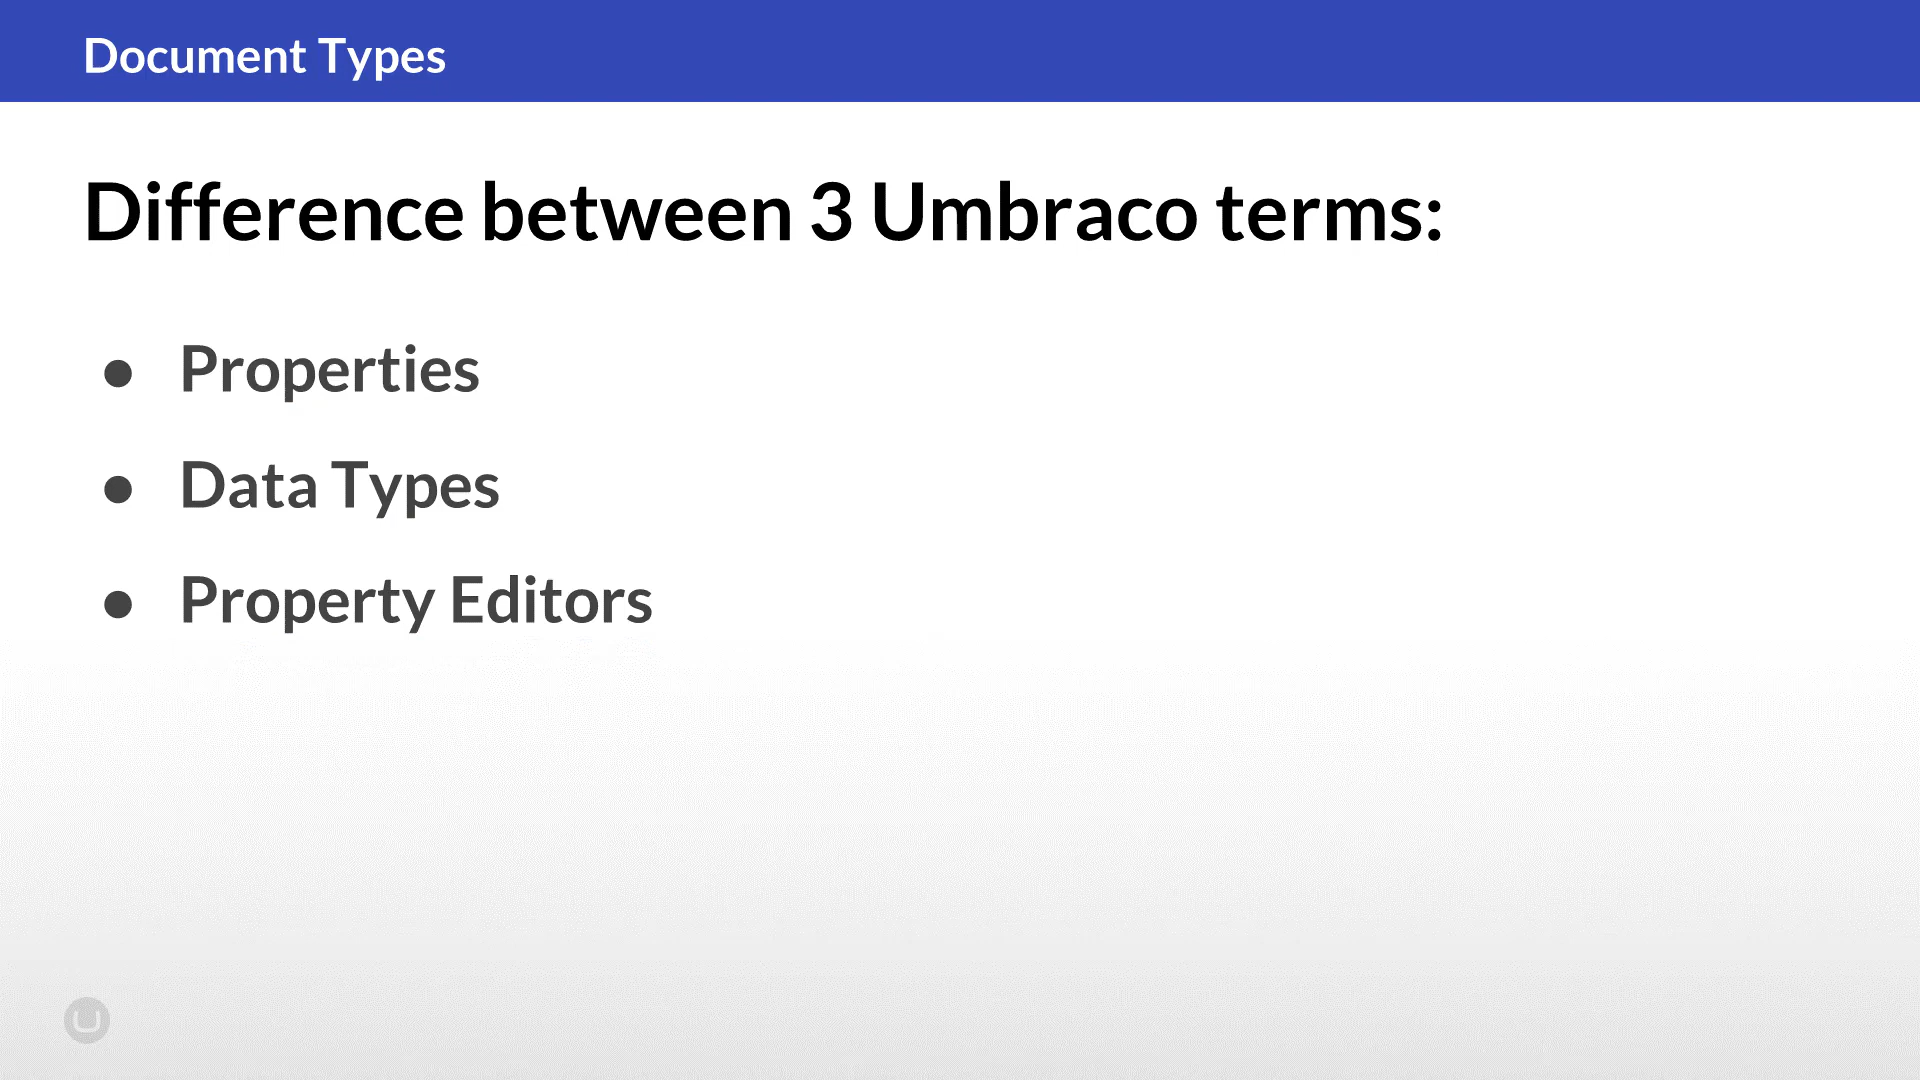 Document Types
Difference between 3 Umbraco terms:
● Properties
● Data Types
● Property Editors